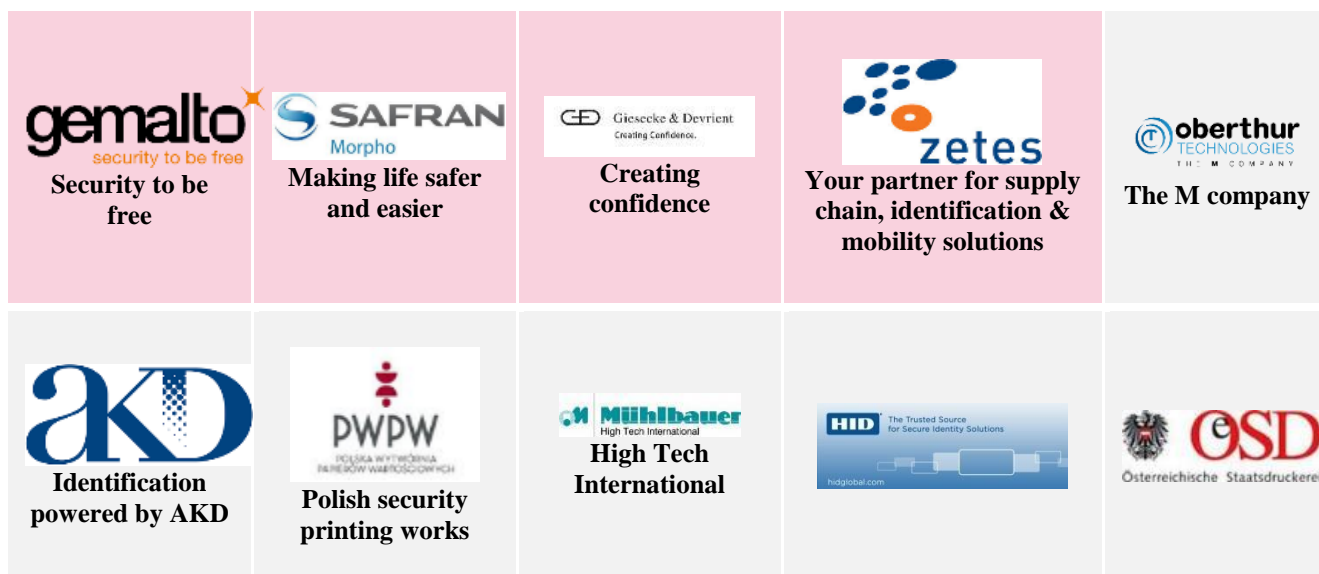 gemalto
security to be free
Security to be
free
SAFRAN
Morpho
Making life safer
and easier
GD Giesecke & Devrient
Creating Confidence.
Creating
confidence
zetes
Your partner for supply
chain, identification &
mobility solutions
oberthur
TECHNOLOGIES
THE M COMPANY
The M company
AKD
Identification
powered by AKD
PWPW
POLSKA WYTWÓRNIA
PAPIERÓW WARTOŚCIOWYCH
Polish security
printing works
M Mühlbauer
High Tech International
High Tech
International
HID The Trusted Source
for Secure Identity Solutions
hidglobal.com
OeSD
Österreichische Staatsdruckere